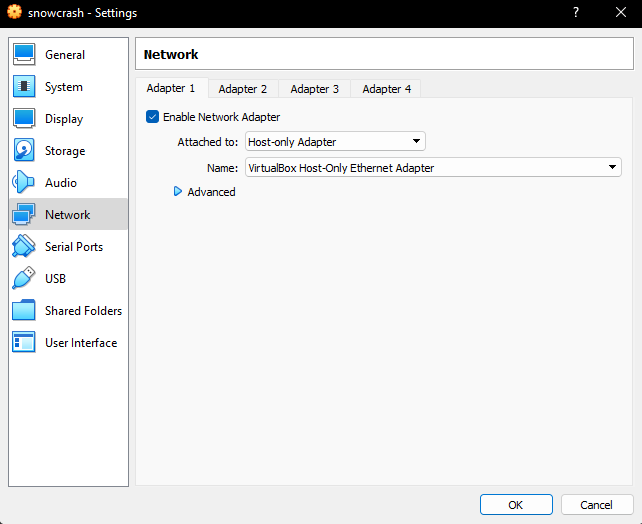 snowcrash - Settings
?
General
System
Display
Storage
Audio
Network
Serial Ports
USB
Shared Folders
User Interface
Network
Adapter 1
Adapter 2
Adapter 3
Adapter 4
Enable Network Adapter
Attached to: Host-only Adapter
Name: VirtualBox Host-Only Ethernet Adapter
Advanced
OK
Cancel